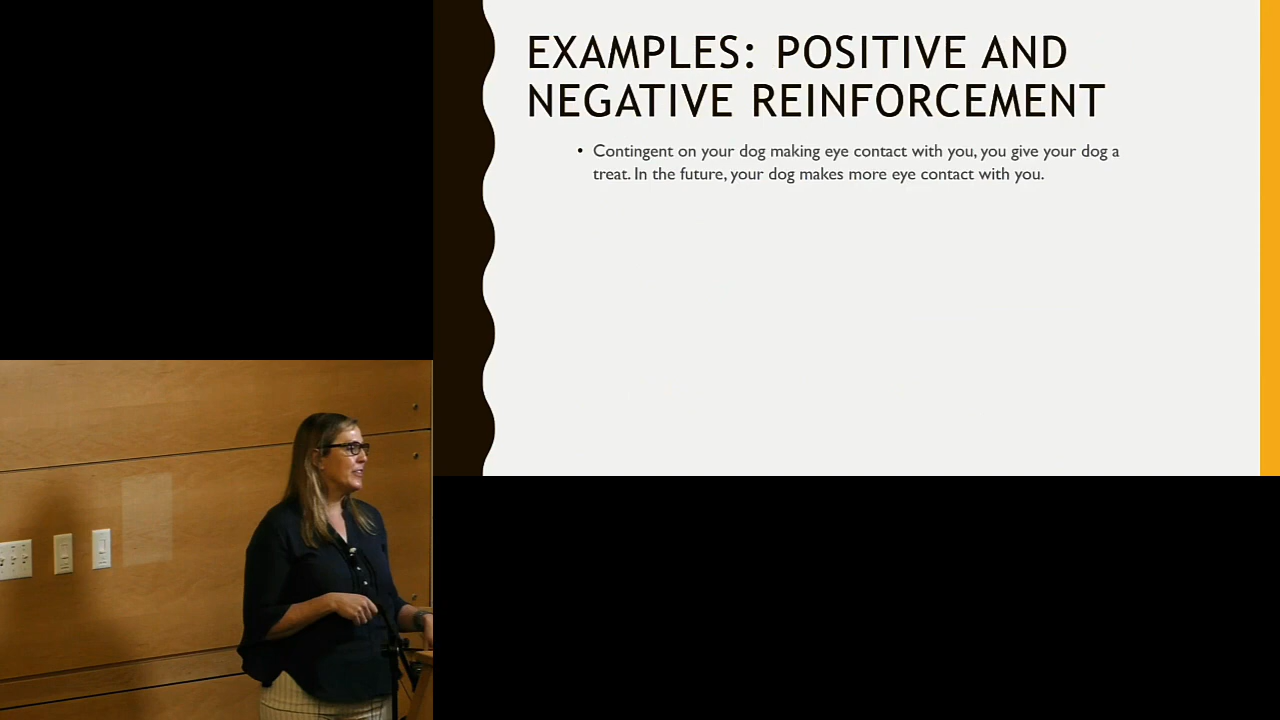 EXAMPLES: POSITIVE AND
NEGATIVE REINFORCEMENT
• Contingent on your dog making eye contact with you, you give your dog a
treat. In the future, your dog makes more eye contact with you.